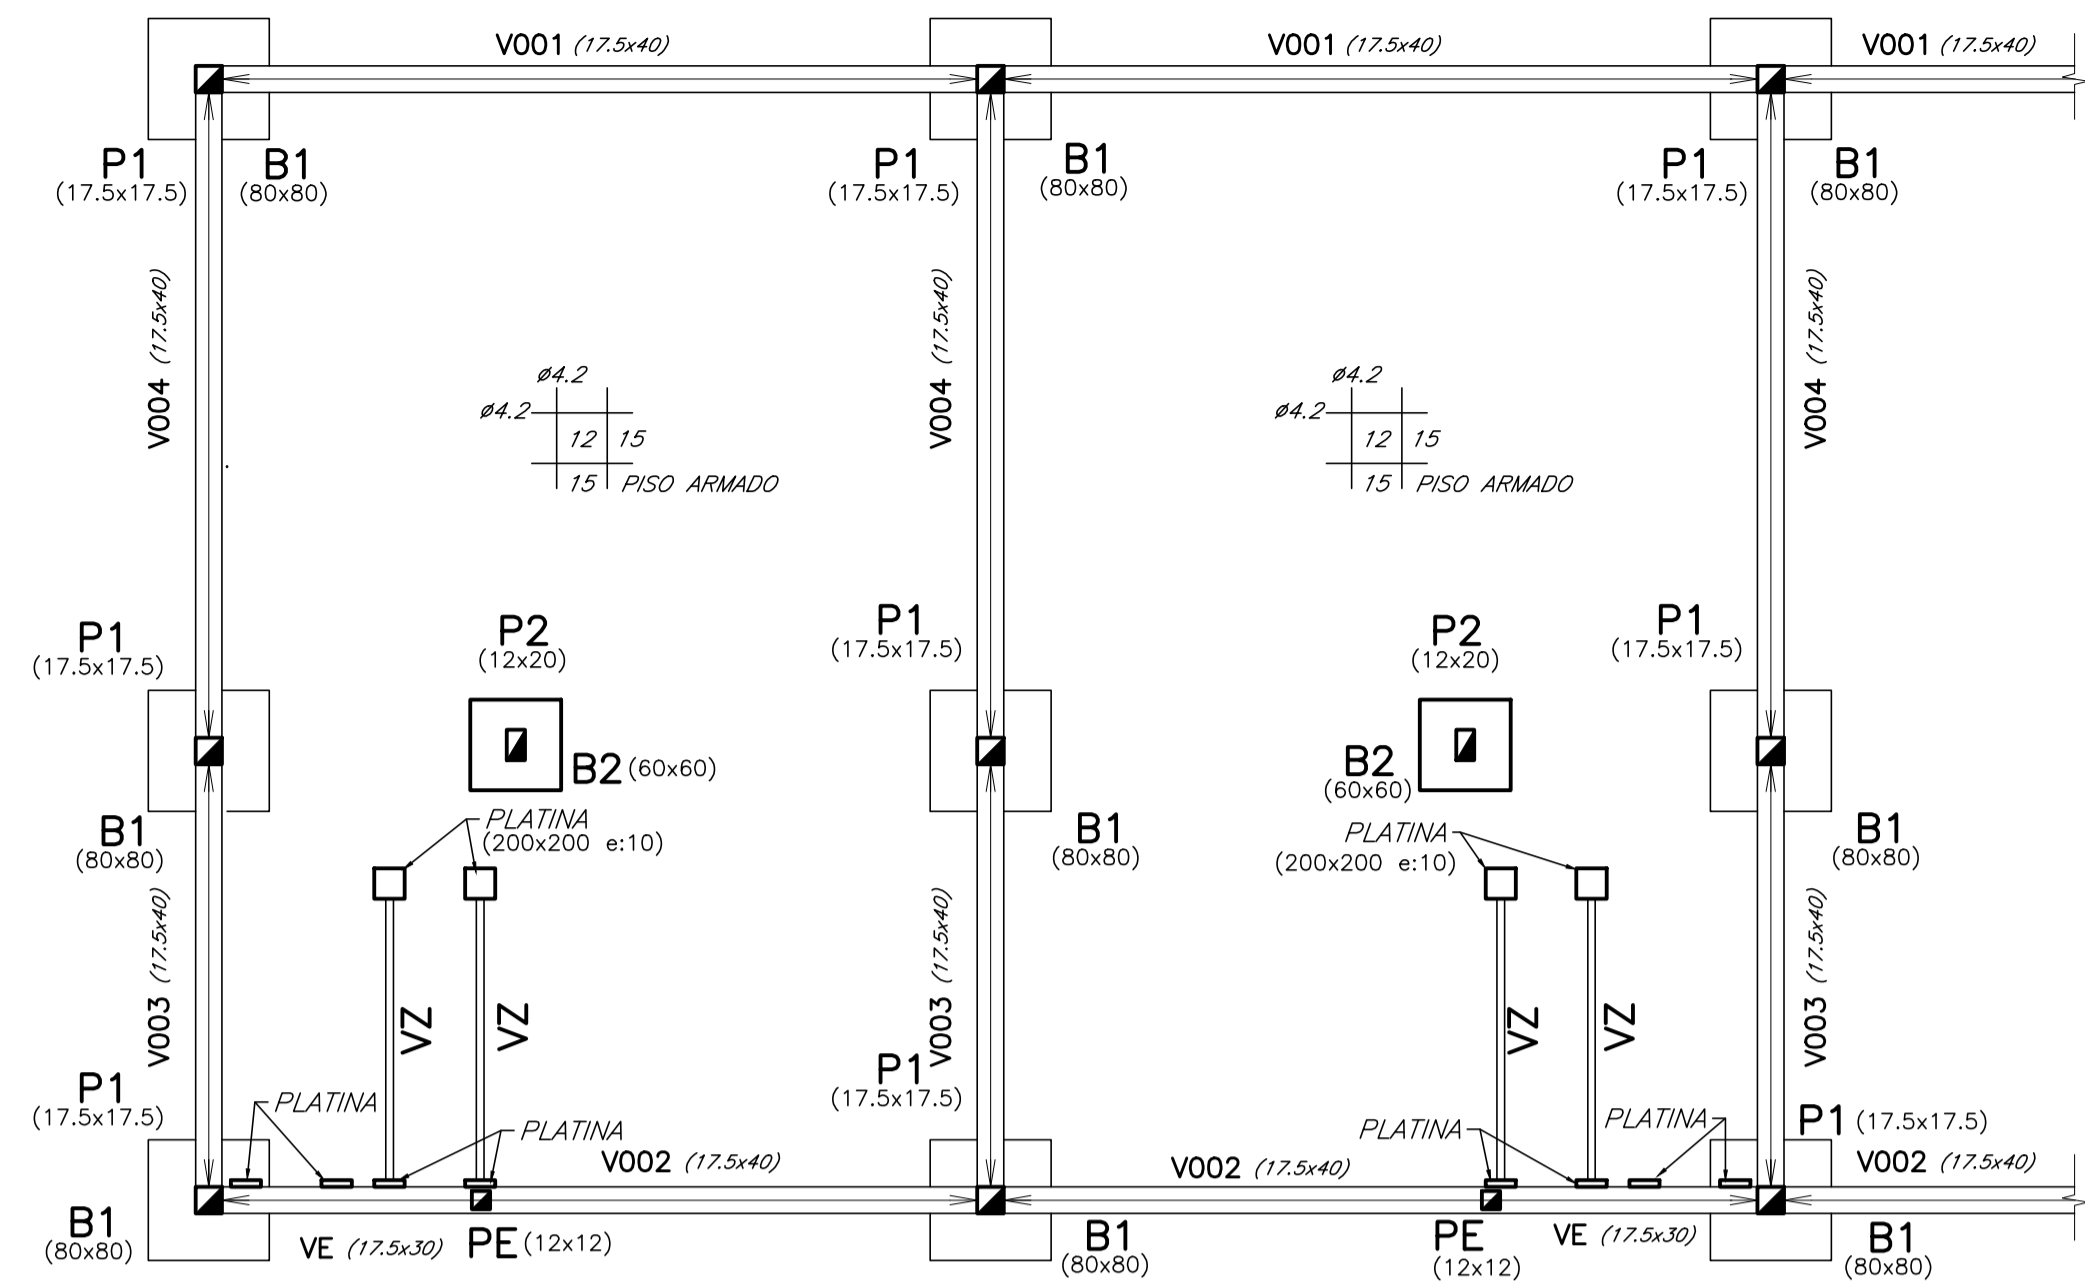 V001 (17.5x40)
V001 (17.5x40)
V001 (17.5x40)
P1
(17.5x17.5)
B1
(80x80)
P1
(17.5x17.5)
B1
(80x80)
P1
(17.5x17.5)
B1
(80x80)
V004 (17.5x40)
V004 (17.5x40)
V004 (17.5x40)
ø4.2
ø4.2
12 15
15 PISO ARMADO
ø4.2
ø4.2
12 15
15 PISO ARMADO
P1
(17.5x17.5)
P2
(12x20)
P1
(17.5x17.5)
P2
(12x20)
P1
(17.5x17.5)
B2 (60x60)
B2
(60x60)
B1
(80x80)
PLATINA
(200x200 e:10)
B1
(80x80)
PLATINA
(200x200 e:10)
B1
(80x80)
V003 (17.5x40)
VZ
VZ
V003 (17.5x40)
VZ
VZ
V003 (17.5x40)
P1
(17.5x17.5)
PLATINA
PLATINA
P1
(17.5x17.5)
PLATINA
PLATINA
P1 (17.5x17.5)
V002 (17.5x40)
V002 (17.5x40)
V002 (17.5x40)
B1
(80x80)
VE (17.5x30)
PE (12x12)
B1
(80x80)
PE
(12x12)
VE (17.5x30)
B1
(80x80)